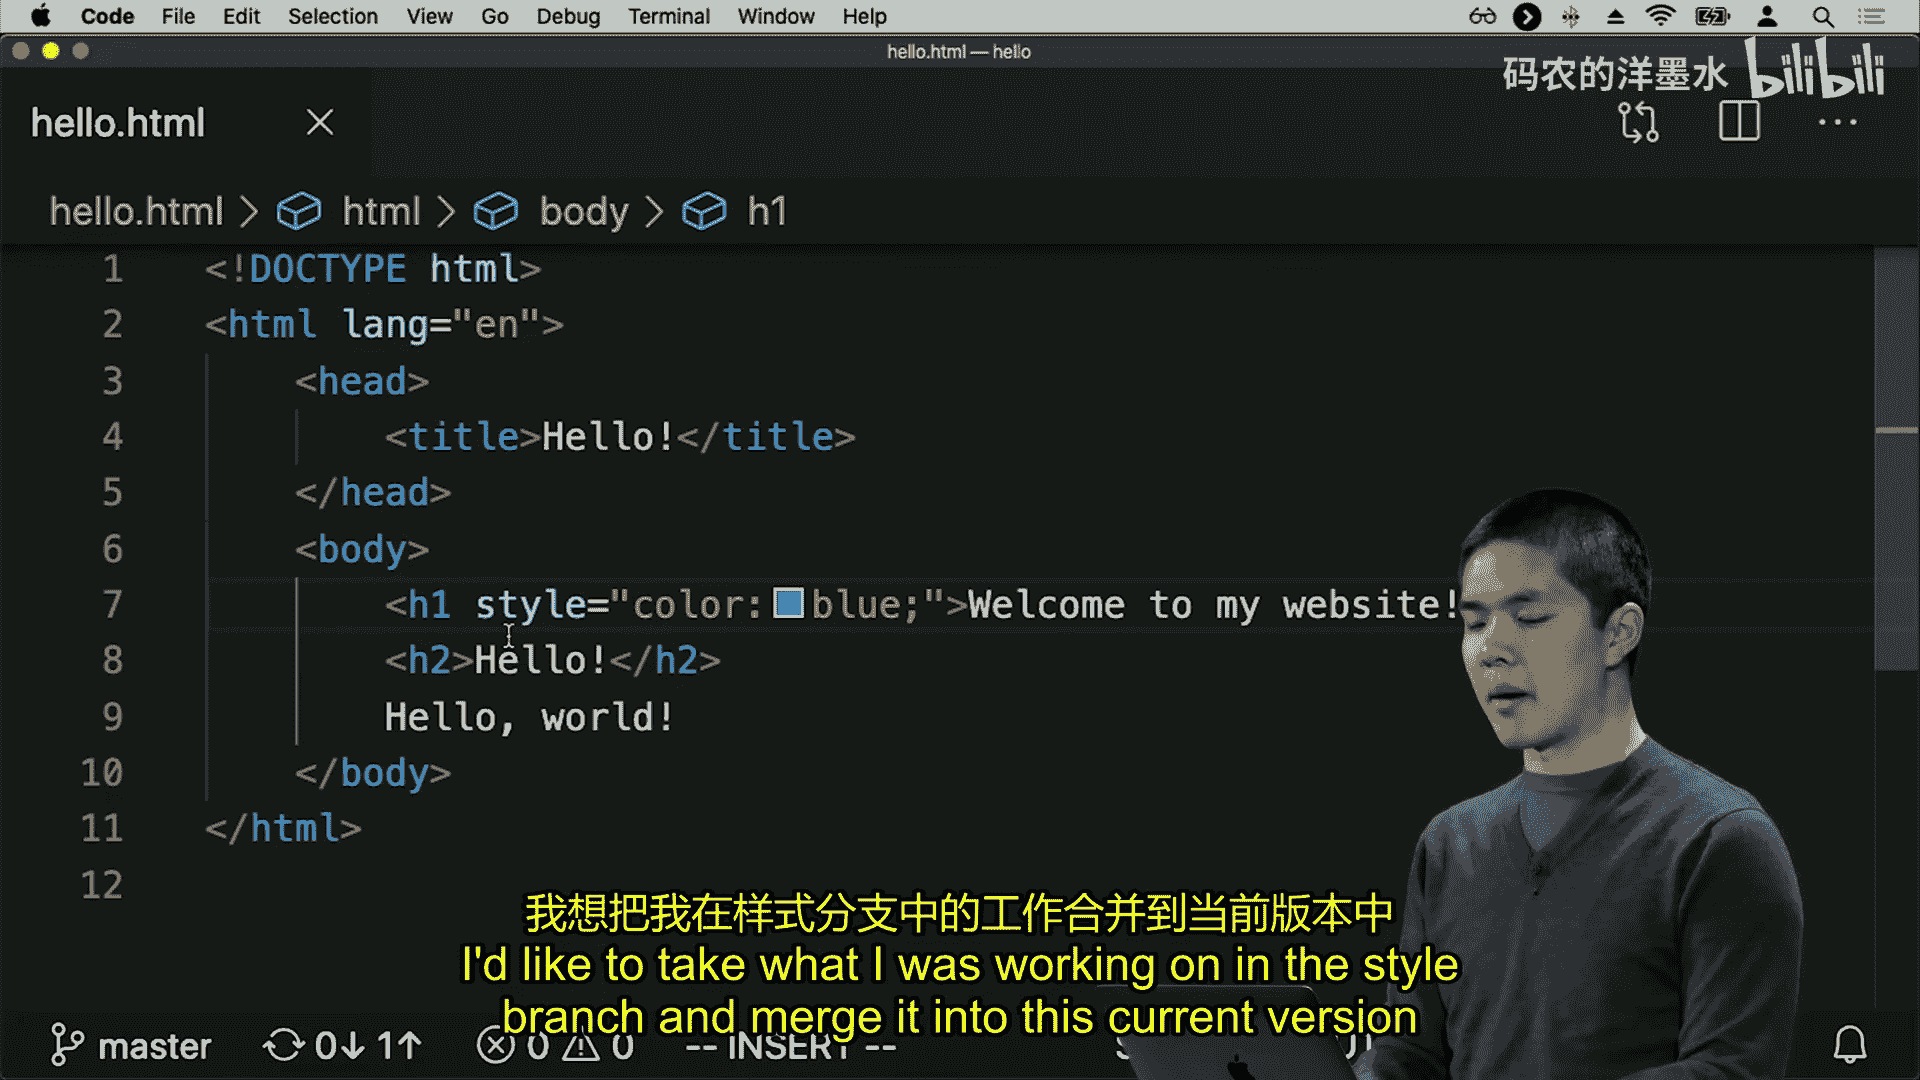 Code File Edit Selection View Go Debug Terminal Window Help
hello.html — hello
码农的洋墨水 bilibili
hello.html
hello.html > html > body > h1
1 <!DOCTYPE html>
2 <html lang="en">
3 <head>
4 <title>Hello!</title>
5 </head>
6 <body>
7 <h1 style="color: blue;">Welcome to my website!
8 <h2>Hello!</h2>
9 Hello, world!
10 </body>
11 </html>
12
我想把我在样式分支中的工作合并到当前版本中
I'd like to take what I was working on in the style
branch and merge it into this current version
master 0↓ 1↑ 0 0 -- INSERT --